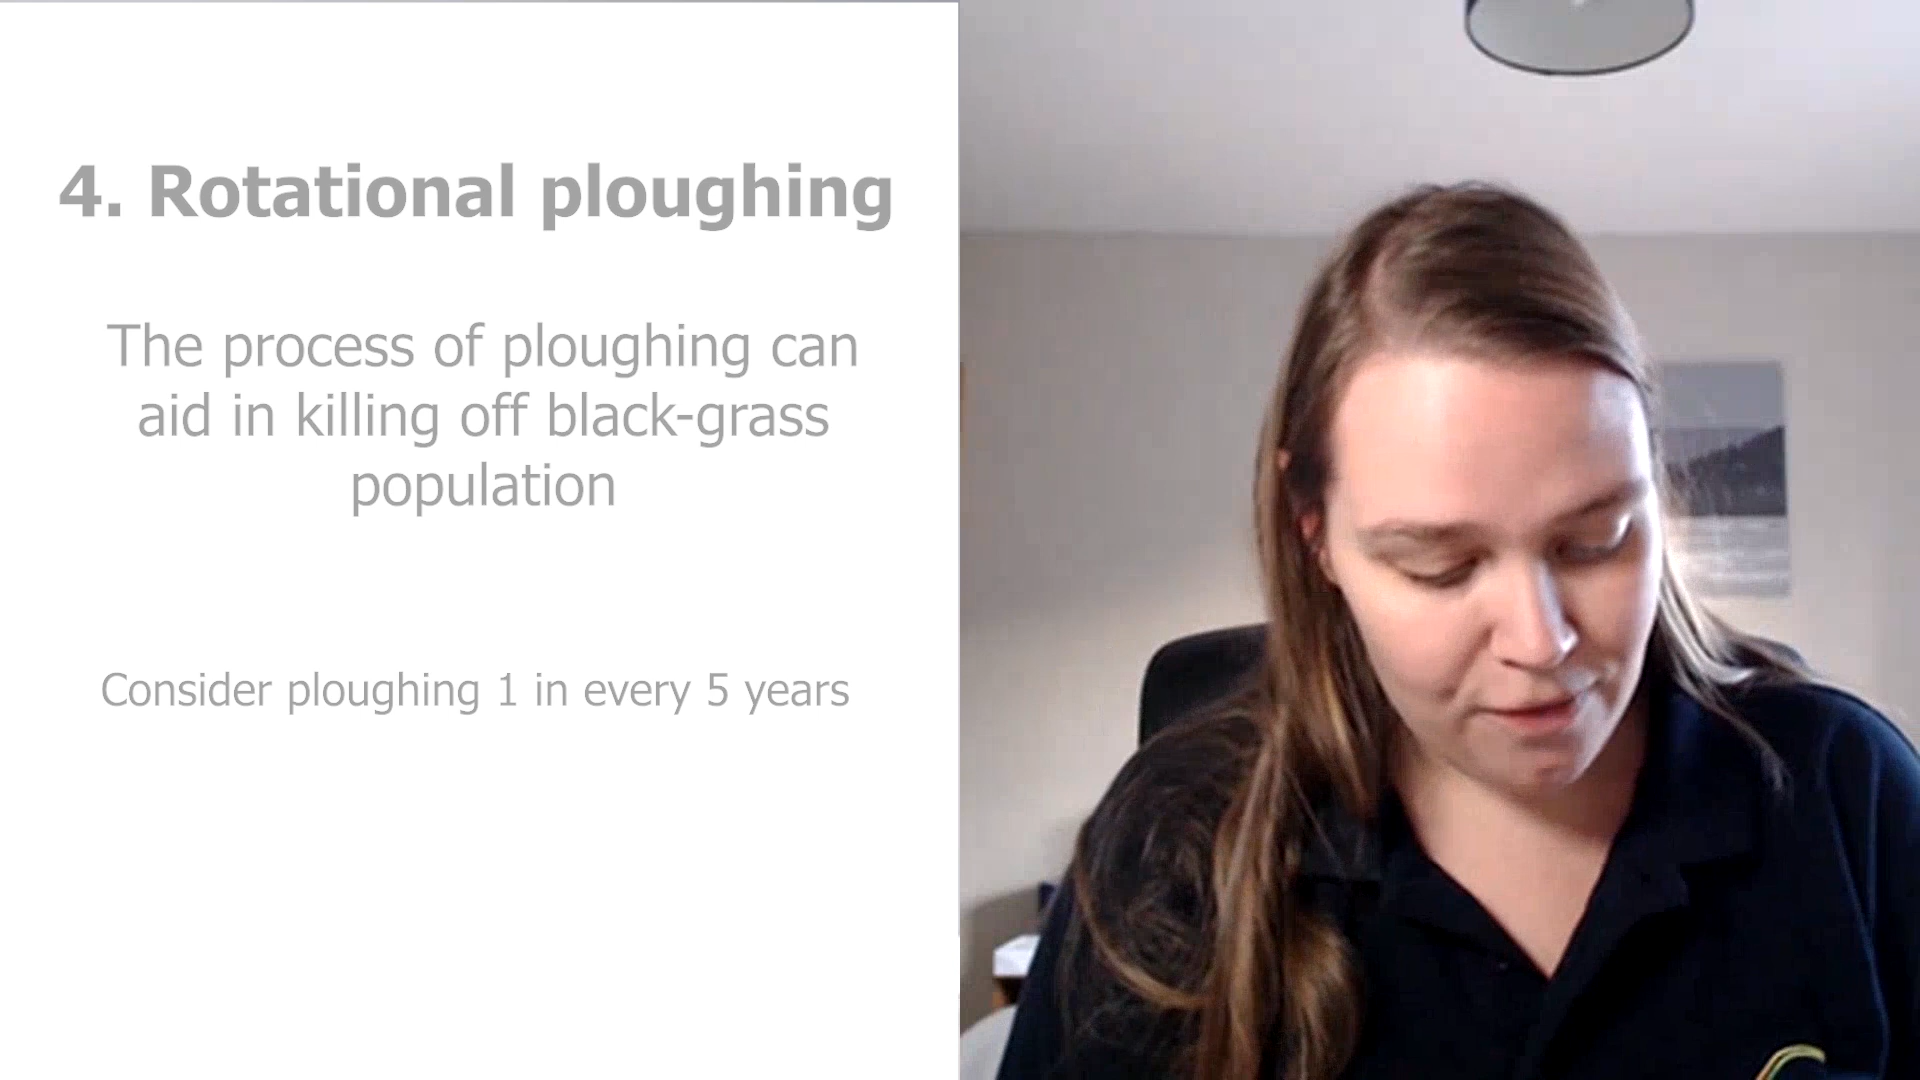 4. Rotational ploughing
The process of ploughing can
aid in killing off black-grass
population
Consider ploughing 1 in every 5 years